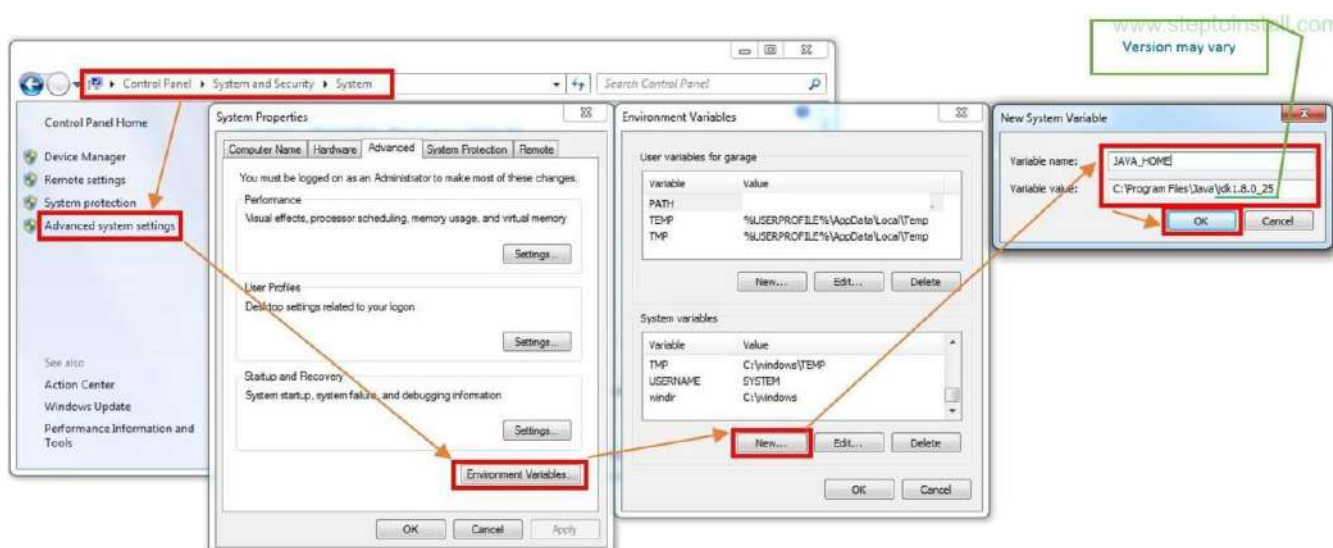 www.steptoinstall.com
Version may vary
Control Panel
System and Security
System
Search Control Panel
Control Panel Home
Device Manager
Remote settings
System protection
Advanced system settings
See also
Action Center
Windows Update
Performance Information and
Tools
System Properties
Computer Name
Hardware
Advanced
System Protection
Remote
You must be logged on as an Administrator to make most of these changes.
Performance
Visual effects, processor scheduling, memory usage, and virtual memory
Settings...
User Profiles
Desktop settings related to your logon
Settings...
Startup and Recovery
System startup, system failure, and debugging information
Settings...
Environment Variables...
OK
Cancel
Apply
Environment Variables
User variables for garage
Variable Value
PATH
TEMP %USERPROFILE%\AppData\Local\Temp
TMP %USERPROFILE%\AppData\Local\Temp
New...
Edit...
Delete
System variables
Variable Value
TMP C:\windows\TEMP
USERNAME SYSTEM
windir C:\windows
New...
Edit...
Delete
OK
Cancel
New System Variable
Variable name: JAVA_HOME
Variable value: C:\Program Files\Java\jdk1.8.0_25
OK
Cancel